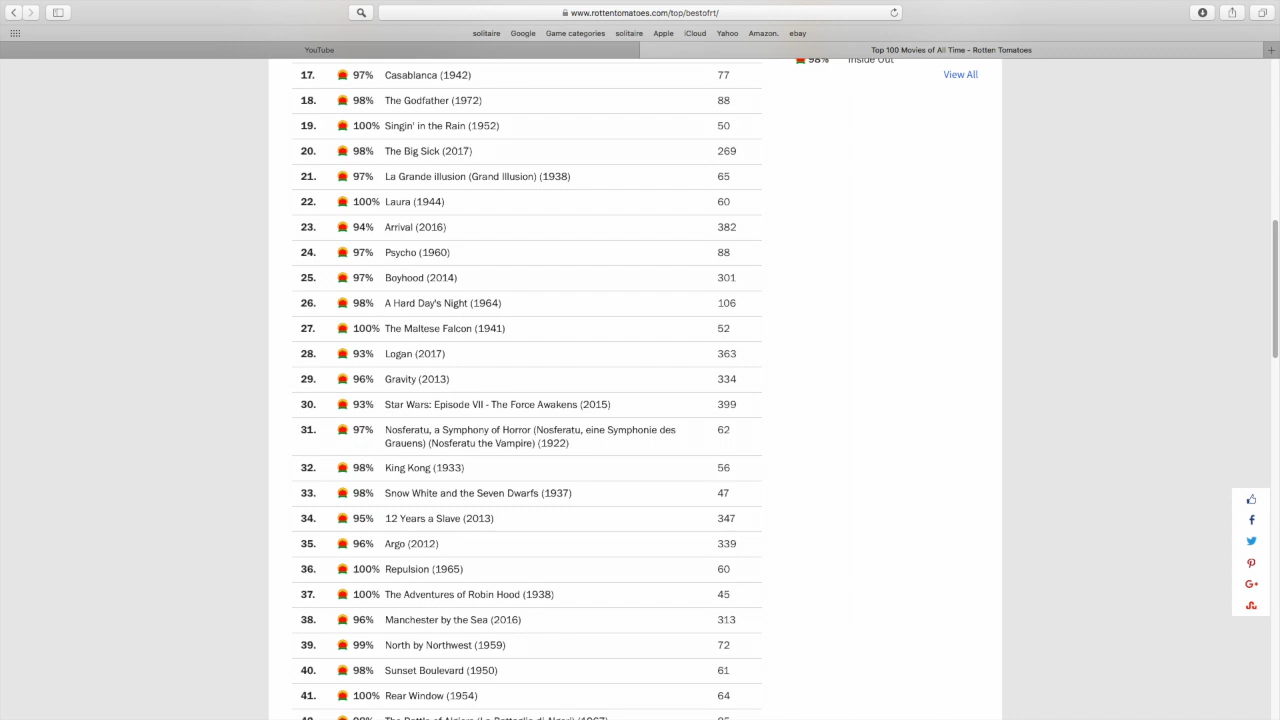 www.rottentomatoes.com/top/bestofrt/
solitaire Google Game categories solitaire Apple iCloud Yahoo Amazon. ebay
YouTube Top 100 Movies of All Time - Rotten Tomatoes
98% Inside Out
View All
17. 97% Casablanca (1942) 77
18. 98% The Godfather (1972) 88
19. 100% Singin' in the Rain (1952) 50
20. 98% The Big Sick (2017) 269
21. 97% La Grande illusion (Grand Illusion) (1938) 65
22. 100% Laura (1944) 60
23. 94% Arrival (2016) 382
24. 97% Psycho (1960) 88
25. 97% Boyhood (2014) 301
26. 98% A Hard Day's Night (1964) 106
27. 100% The Maltese Falcon (1941) 52
28. 93% Logan (2017) 363
29. 96% Gravity (2013) 334
30. 93% Star Wars: Episode VII - The Force Awakens (2015) 399
31. 97% Nosferatu, a Symphony of Horror (Nosferatu, eine Symphonie des 62
Grauens) (Nosferatu the Vampire) (1922)
32. 98% King Kong (1933) 56
33. 98% Snow White and the Seven Dwarfs (1937) 47
34. 95% 12 Years a Slave (2013) 347
35. 96% Argo (2012) 339
36. 100% Repulsion (1965) 60
37. 100% The Adventures of Robin Hood (1938) 45
38. 96% Manchester by the Sea (2016) 313
39. 99% North by Northwest (1959) 72
40. 98% Sunset Boulevard (1950) 61
41. 100% Rear Window (1954) 64
The Battle of Algiers (La Battaglia di Algeri) (1967)